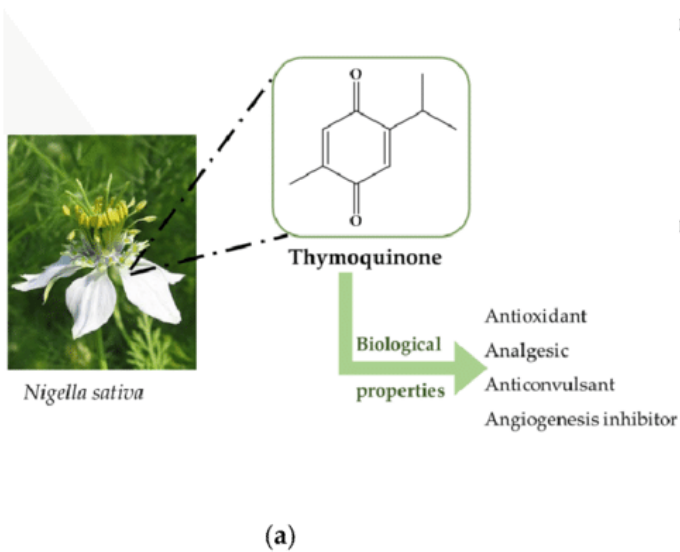 O
O
Thymoquinone
Biological
properties
Antioxidant
Analgesic
Anticonvulsant
Angiogenesis inhibitor
Nigella sativa
(a)